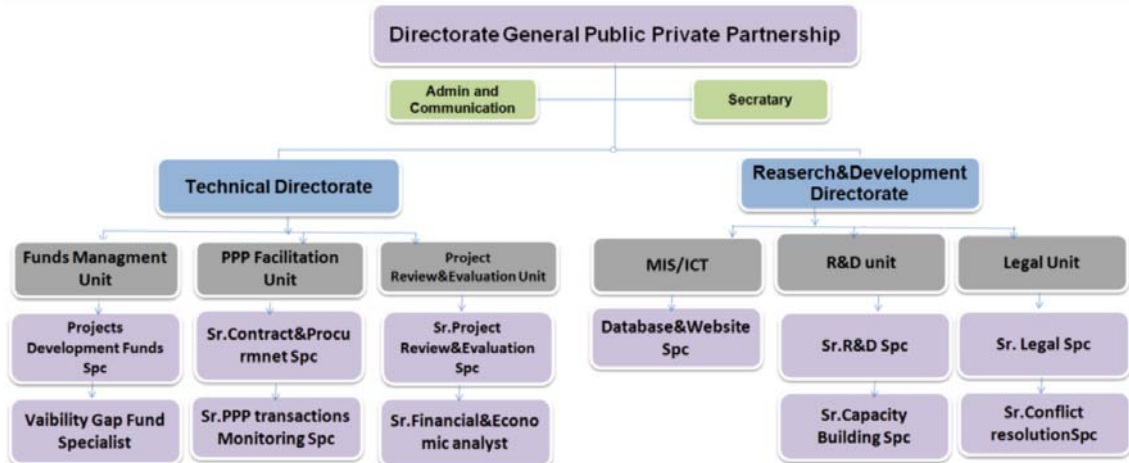 Directorate General Public Private Partnership
Admin and
Communication
Secratary
Technical Directorate
Reaserch&Development
Directorate
Funds Managment
Unit
PPP Facilitation
Unit
Project
Review&Evaluation Unit
MIS/ICT
R&D unit
Legal Unit
Projects
Development Funds
Spc
Sr.Contract&Procu
rmnet Spc
Sr.Project
Review&Evaluation
Spc
Database&Website
Spc
Sr.R&D Spc
Sr. Legal Spc
Vaibility Gap Fund
Specialist
Sr.PPP transactions
Monitoring Spc
Sr.Financial&Econo
mic analyst
Sr.Capacity
Building Spc
Sr.Conflict
resolutionSpc